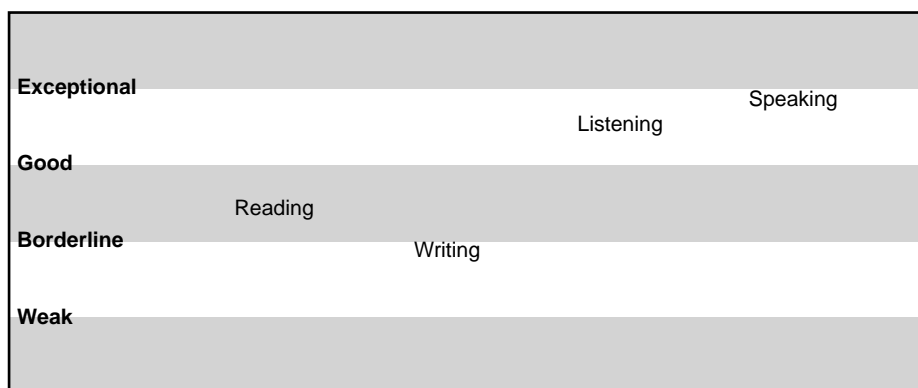 Exceptional
Speaking
Listening
Good
Reading
Borderline
Writing
Weak